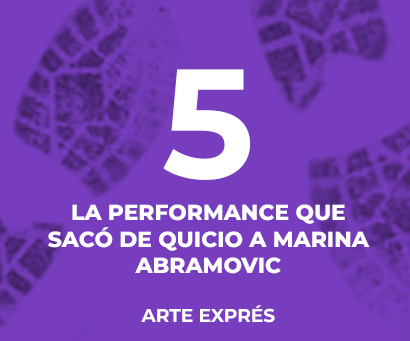 5
LA PERFORMANCE QUE
SACÓ DE QUICIO A MARINA
ABRAMOVIC
ARTE EXPRÉS